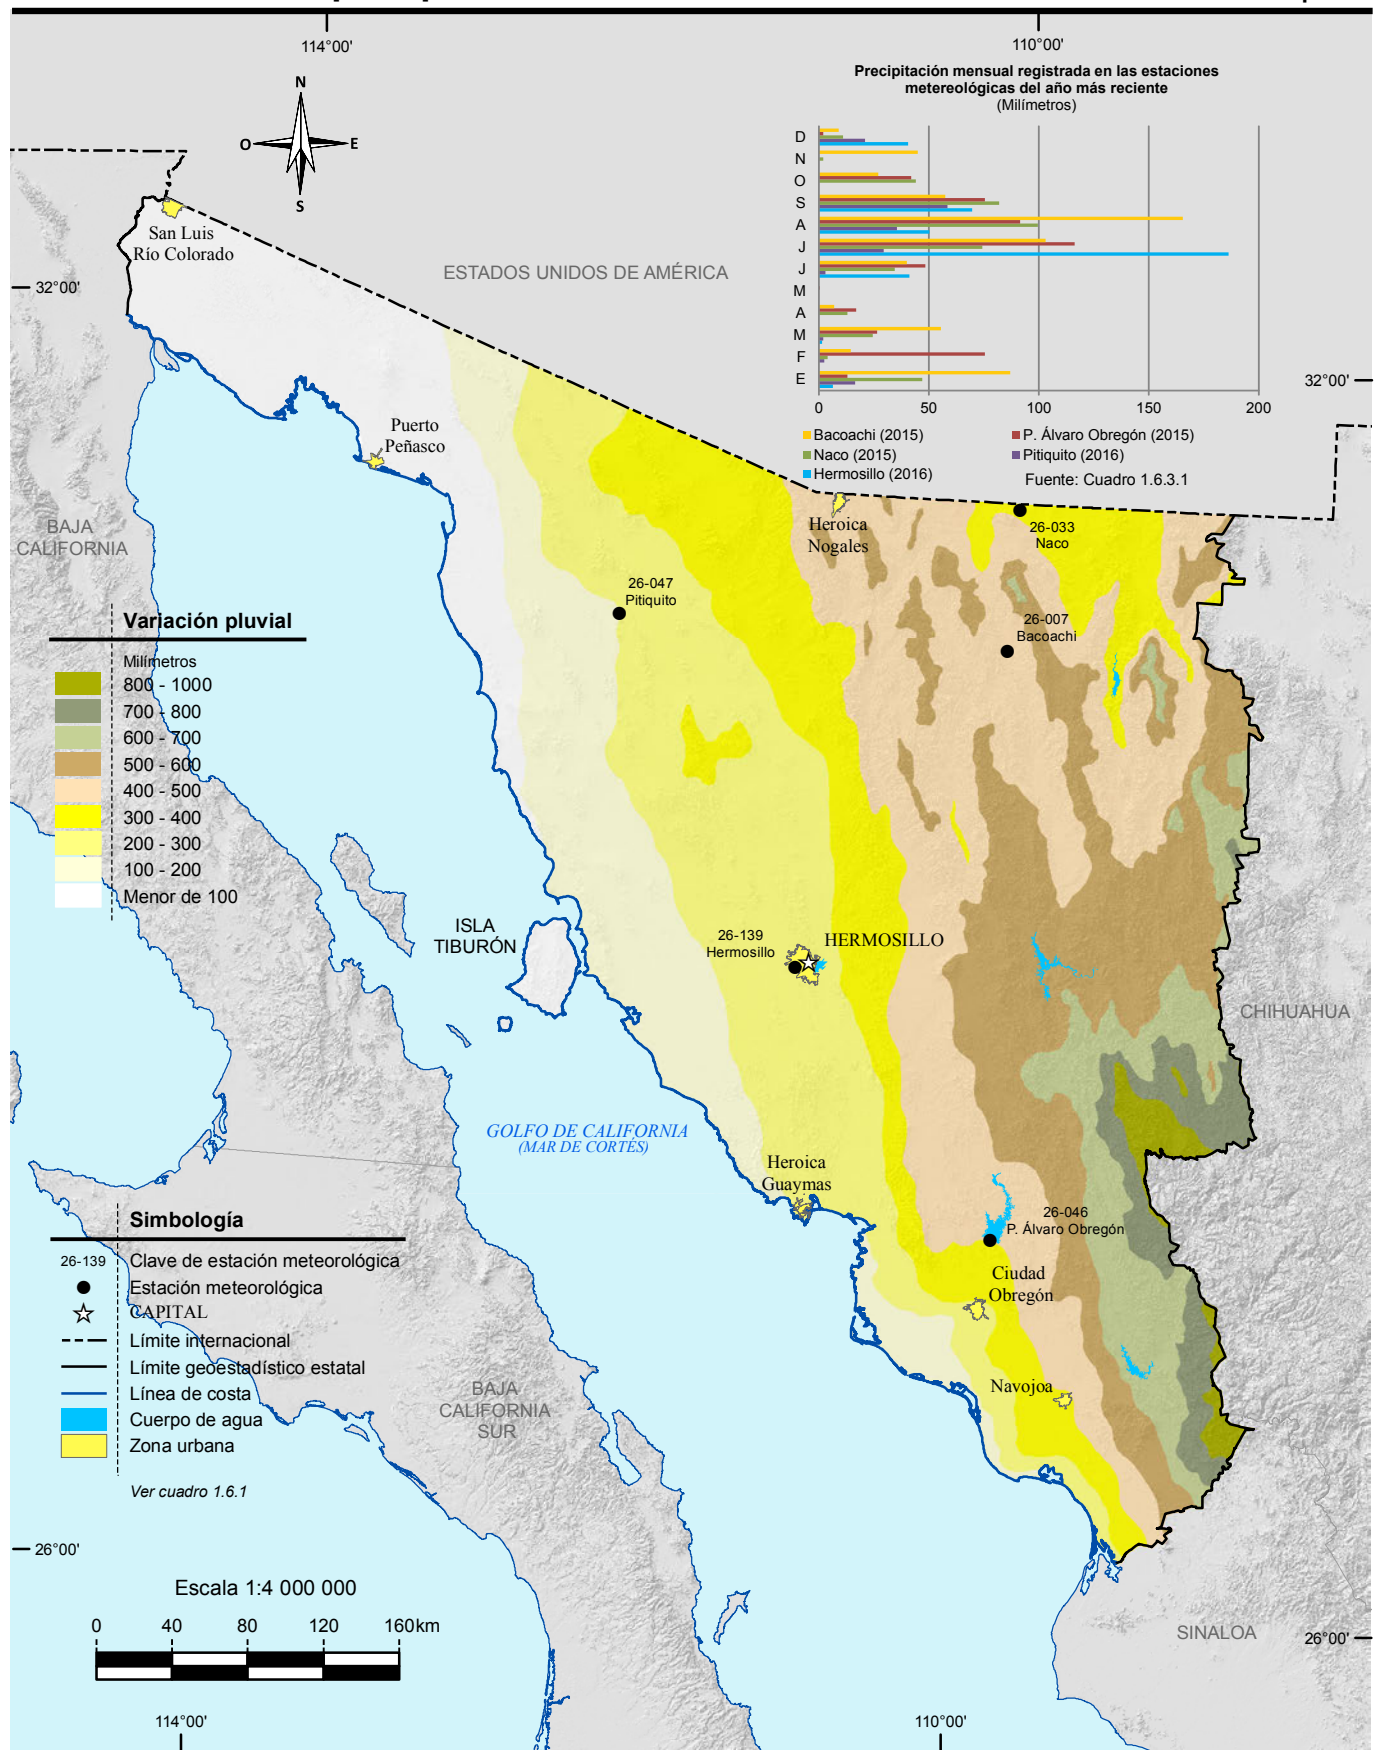 114°00'
110°00'
Precipitación mensual registrada en las estaciones
metereológicas del año más reciente
(Milímetros)
N
O
E
S
D
N
O
S
A
J
J
M
A
M
F
E
0
50
100
150
200
Bacoachi (2015)
P. Álvaro Obregón (2015)
Naco (2015)
Pitiquito (2016)
Hermosillo (2016)
Fuente: Cuadro 1.6.3.1
San Luis
Río Colorado
ESTADOS UNIDOS DE AMÉRICA
32°00'
32°00'
Puerto
Peñasco
BAJA
CALIFORNIA
Heroica
Nogales
26-033
Naco
26-047
Pitiquito
26-007
Bacoachi
Variación pluvial
Milímetros
800 - 1000
700 - 800
600 - 700
500 - 600
400 - 500
300 - 400
200 - 300
100 - 200
Menor de 100
ISLA
TIBURÓN
26-139
Hermosillo
HERMOSILLO
CHIHUAHUA
GOLFO DE CALIFORNIA
(MAR DE CORTÉS)
Heroica
Guaymas
26-046
P. Álvaro Obregón
Ciudad
Obregón
Navojoa
Simbología
26-139
Clave de estación meteorológica
Estación meteorológica
CAPITAL
Límite internacional
Límite geoestadístico estatal
Línea de costa
Cuerpo de agua
Zona urbana
Ver cuadro 1.6.1
BAJA
CALIFORNIA
SUR
26°00'
Escala 1:4 000 000
0
40
80
120
160 km
SINALOA
26°00'
114°00'
110°00'